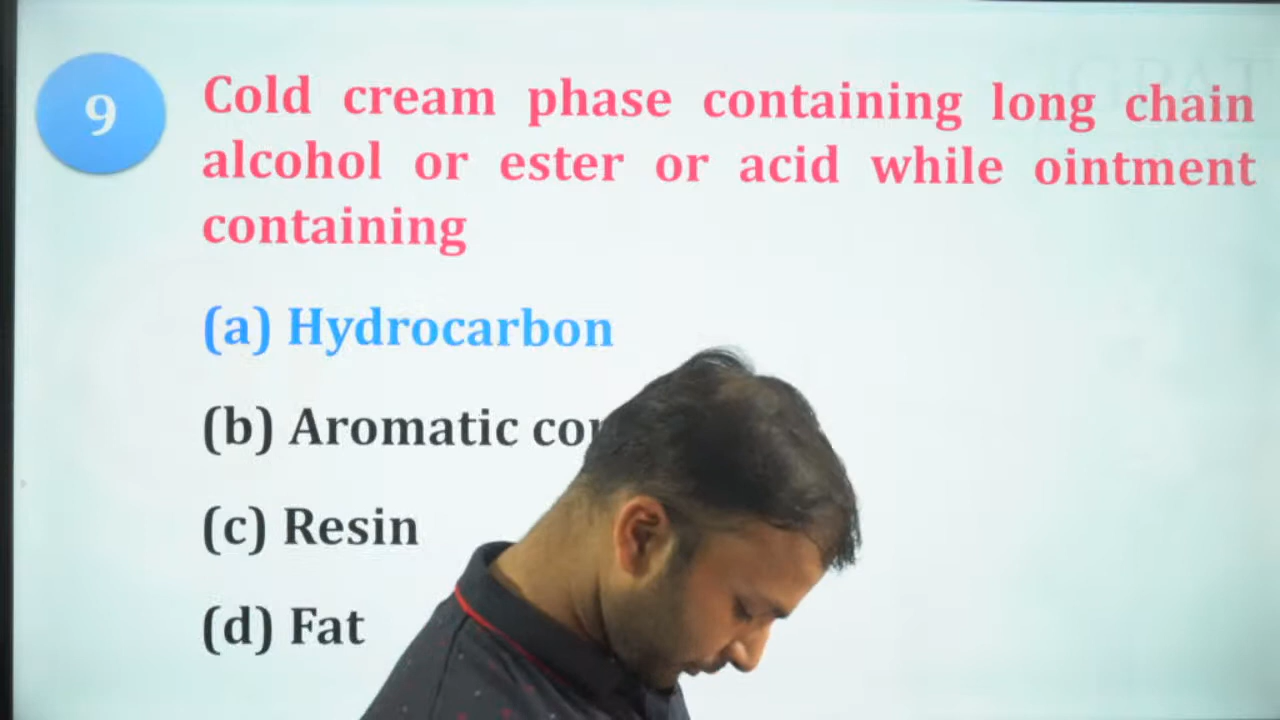 9
Cold cream phase containing long chain
alcohol or ester or acid while ointment
containing
(a) Hydrocarbon
(b) Aromatic
(c) Resin
(d) Fat